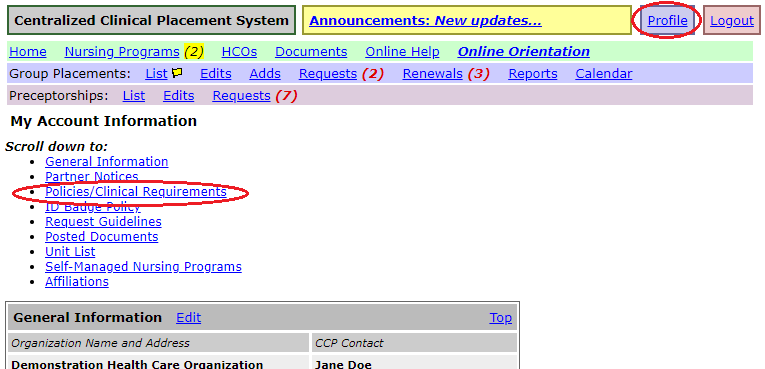 Centralized Clinical Placement System Announcements: New updates... Profile Logout
Home Nursing Programs (2) HCOs Documents Online Help Online Orientation
Group Placements: List Edits Adds Requests (2) Renewals (3) Reports Calendar
Preceptorships: List Edits Requests (7)
My Account Information
Scroll down to:
General Information
Partner Notices
Policies/Clinical Requirements
ID Badge Policy
Request Guidelines
Posted Documents
Unit List
Self-Managed Nursing Programs
Affiliations
General Information Edit Top
Organization Name and Address CCP Contact
Demonstration Health Care Organization Jane Doe